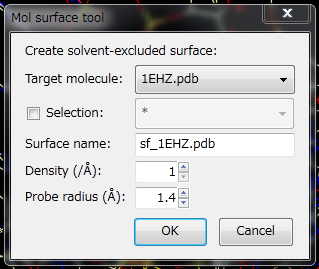 Mol surface tool
Create solvent-excluded surface:
Target molecule: 1EHZ.pdb
Selection: *
Surface name: sf_1EHZ.pdb
Density (/Å): 1
Probe radius (Å): 1.4
OK Cancel